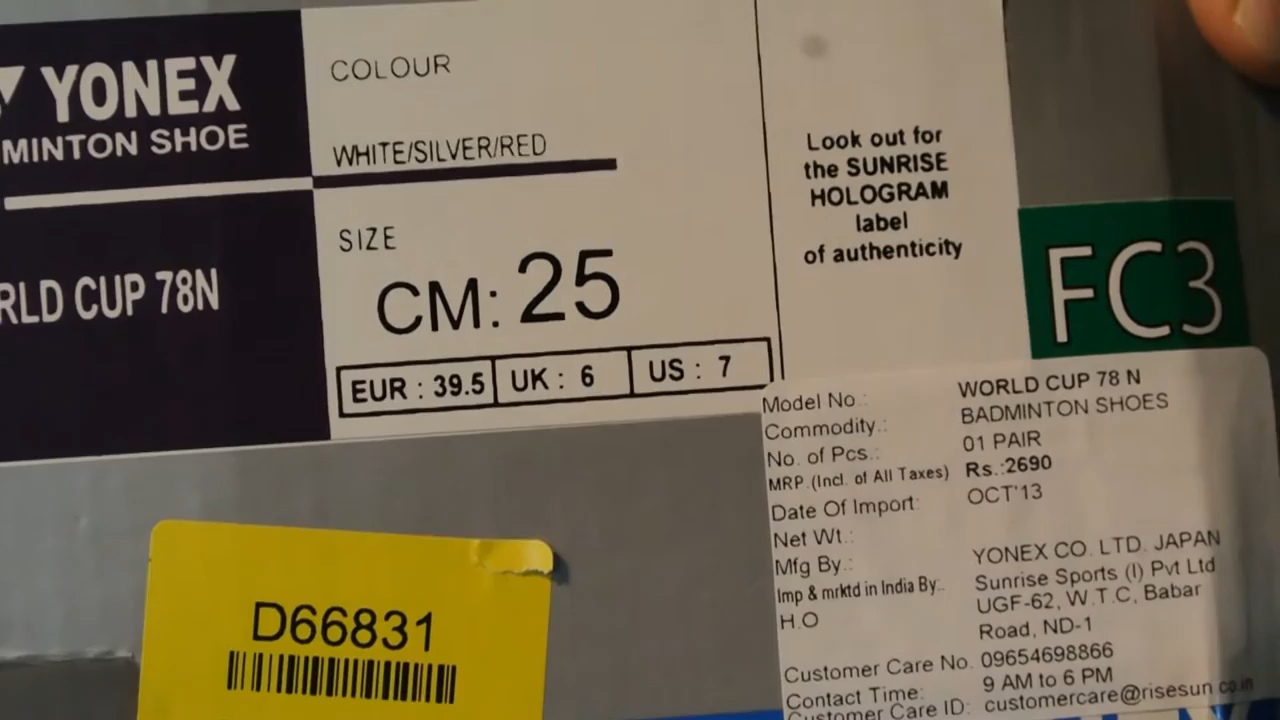 YONEX
MINTON SHOE
RLD CUP 78N
COLOUR
WHITE/SILVER/RED
SIZE
CM: 25
EUR : 39.5 UK : 6 US : 7
Look out for
the SUNRISE
HOLOGRAM
label
of authenticity
FC3
Model No.: WORLD CUP 78 N
Commodity.: BADMINTON SHOES
No. of Pcs.: 01 PAIR
MRP.(Incl. of All Taxes) Rs.:2690
Date Of Import: OCT'13
Net Wt.:
Mfg By.: YONEX CO. LTD. JAPAN
Imp & mrktd in India By:. Sunrise Sports (I) Pvt Ltd
H.O UGF-62, W.T.C, Babar
Road, ND-1
Customer Care No. 09654698866
Contact Time: 9 AM to 6 PM
Customer Care ID: customercare@risesun.co.in
D66831